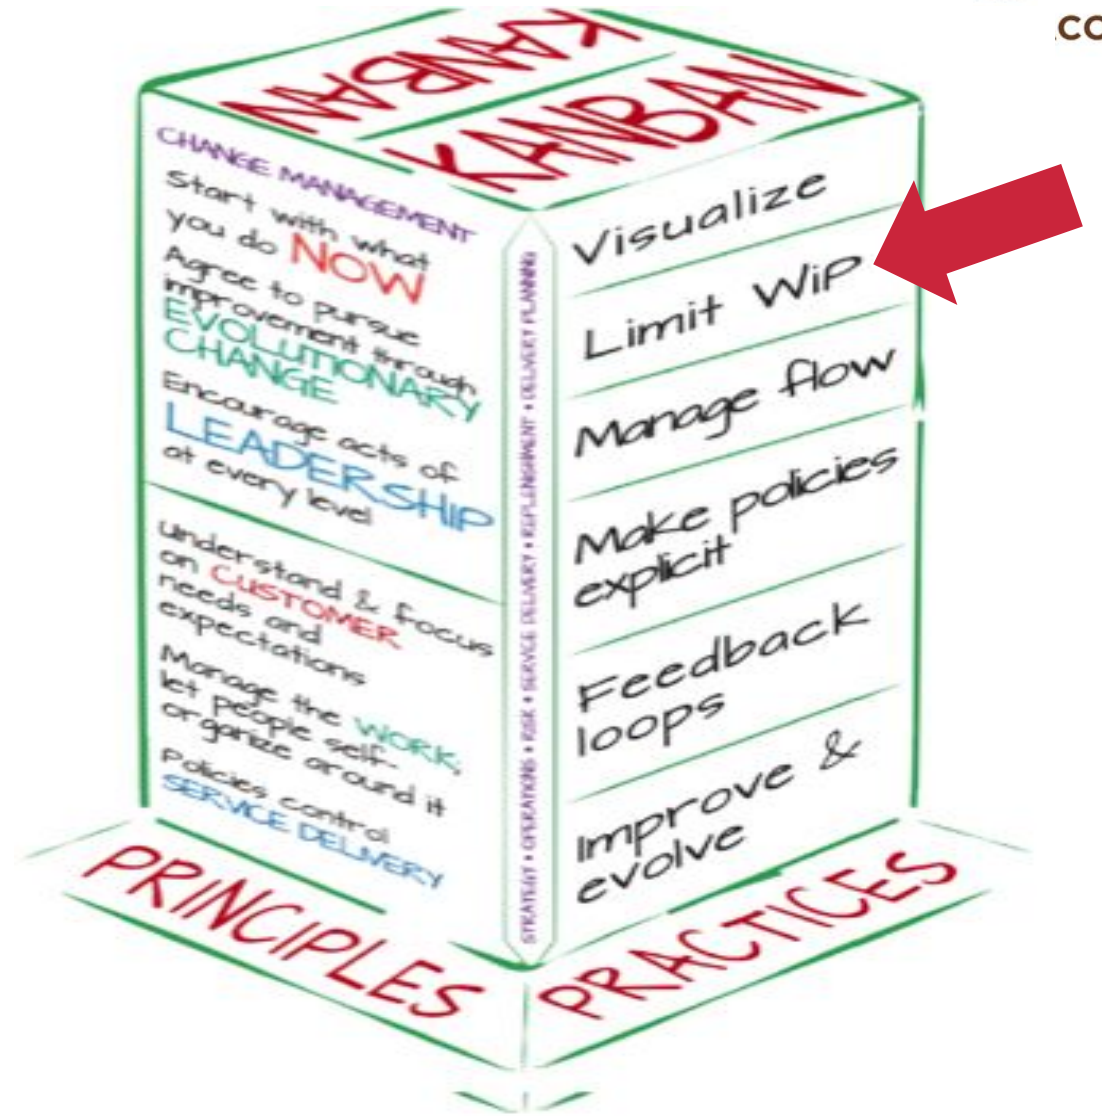 .co
KANBAN
KANBAN
CHANGE MANAGEMENT
Start with what
you do NOW
Agree to pursue
improvement through
EVOLUTIONARY
CHANGE
Encourage acts of
LEADERSHIP
at every level
Understand & focus
on CUSTOMER
needs and
expectations
Manage the WORK;
let people self-
organize around it
Policies control
SERVICE DELIVERY
STRATEGY • OPERATIONS • RISK • SERVICE DELIVERY • REPLENISHMENT • DELIVERY PLANNING
Visualize
Limit WiP
Manage flow
Make policies
explicit
Feedback
loops
Improve &
evolve
PRINCIPLES
PRACTICES